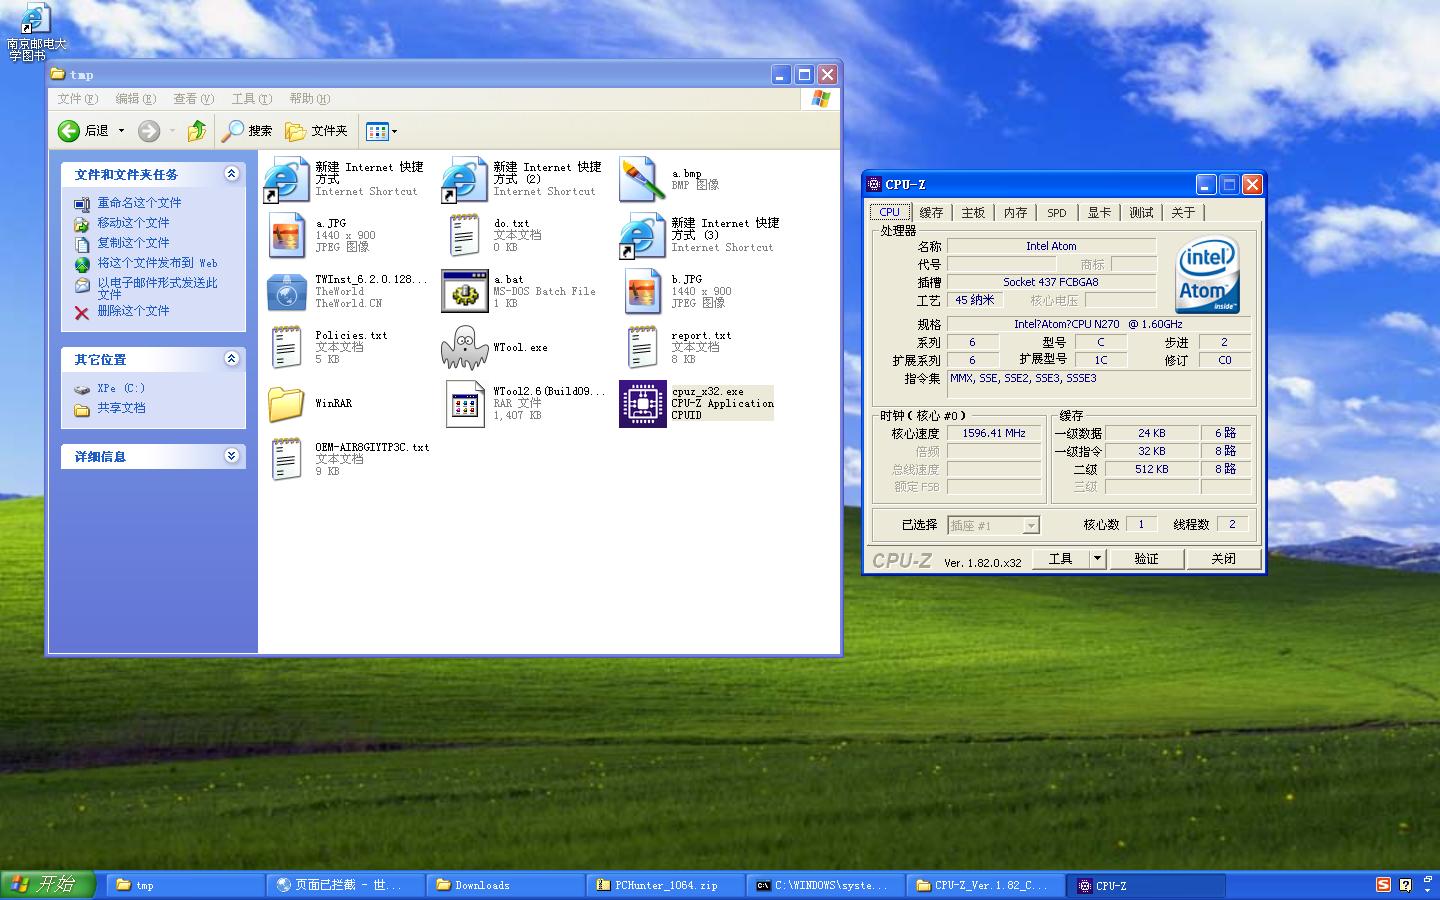 南京邮电大
学图书
tmp
文件(F) 编辑(E) 查看(V) 工具(T) 帮助(H)
后退 搜索 文件夹
文件和文件夹任务
重命名这个文件
移动这个文件
复制这个文件
将这个文件发布到 Web
以电子邮件形式发送此
文件
删除这个文件
其它位置
XPe (C:)
共享文档
详细信息
新建 Internet 快捷
方式
Internet Shortcut
新建 Internet 快捷
方式 (2)
Internet Shortcut
a.bmp
BMP 图像
a.JPG
1440 x 900
JPEG 图像
do.txt
文本文档
0 KB
新建 Internet 快捷
方式 (3)
Internet Shortcut
TWInst_6.2.0.128...
TheWorld
TheWorld.CN
a.bat
MS-DOS Batch File
1 KB
b.JPG
1440 x 900
JPEG 图像
Policies.txt
文本文档
5 KB
WTool.exe
report.txt
文本文档
8 KB
WinRAR
WTool2.6(Build09...
RAR 文件
1,407 KB
cpuz_x32.exe
CPU-Z Application
CPUID
OEM-AIR8GIYTP3C.txt
文本文档
9 KB
CPU-Z
CPU 缓存 主板 内存 SPD 显卡 测试 关于
处理器
名称 Intel Atom
代号 商标
插槽 Socket 437 FCBGA8
工艺 45 纳米 核心电压
intel
Atom
inside™
规格 Intel?Atom?CPU N270 @ 1.60GHz
系列 6 型号 C 步进 2
扩展系列 6 扩展型号 1C 修订 C0
指令集 MMX, SSE, SSE2, SSE3, SSSE3
时钟 ( 核心 #0 )
核心速度 1596.41 MHz
倍频
总线速度
额定 FSB
缓存
一级数据 24 KB 6 路
一级指令 32 KB 8 路
二级 512 KB 8 路
三级
已选择 插座 #1 核心数 1 线程数 2
CPU-Z Ver. 1.82.0.x32 工具 验证 关闭
开始 tmp 页面已拦截 - 世... Downloads PCHunter_1064.zip C:\WINDOWS\syste... CPU-Z_Ver.1.82_C... CPU-Z